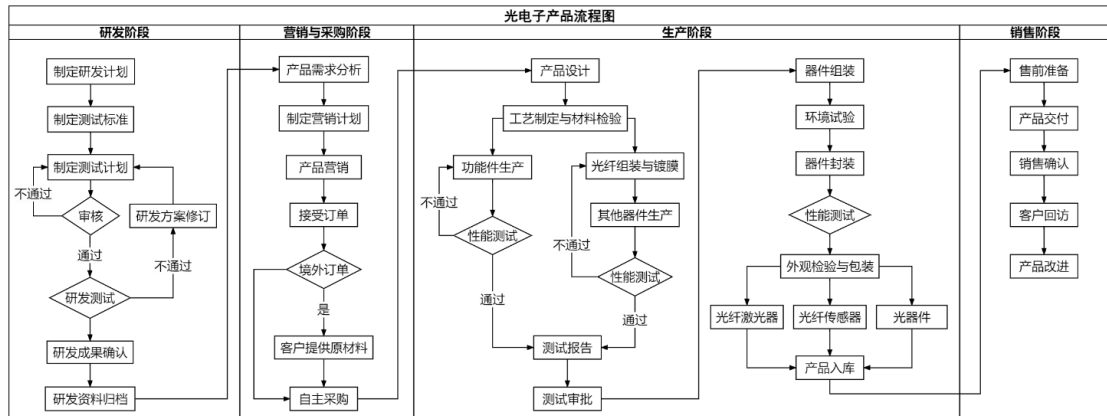 光电子产品流程图
研发阶段
制定研发计划
制定测试标准
制定测试计划
不通过
审核
研发方案修订
通过
不通过
研发测试
研发成果确认
研发资料归档
营销与采购阶段
产品需求分析
制定营销计划
产品营销
接受订单
境外订单
是
客户提供原材料
自主采购
生产阶段
产品设计
工艺制定与材料检验
功能件生产
不通过
性能测试
通过
光纤组装与镀膜
其他器件生产
不通过
性能测试
通过
测试报告
测试审批
器件组装
环境试验
器件封装
性能测试
外观检验与包装
光纤激光器
光纤传感器
光器件
产品入库
销售阶段
售前准备
产品交付
销售确认
客户回访
产品改进